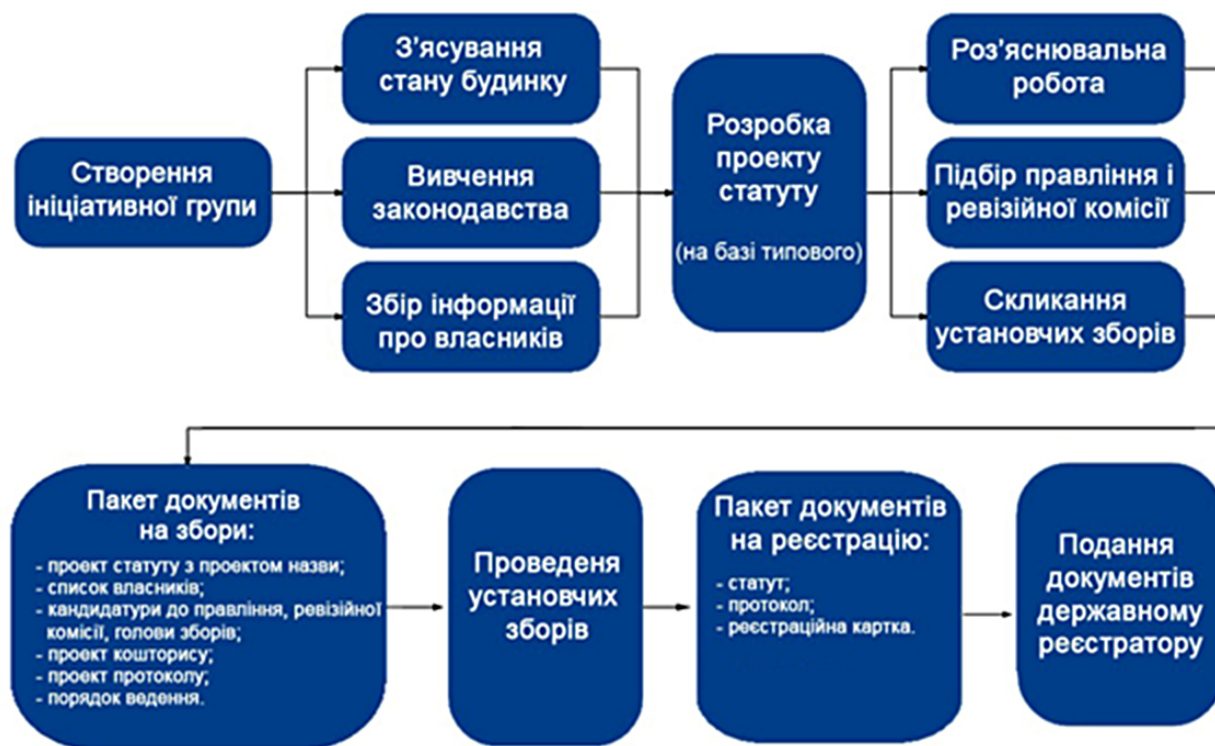 Створення
ініціативної групи
З’ясування
стану будинку
Вивчення
законодавства
Збір інформації
про власників
Розробка
проекту
статуту
(на базі типового)
Роз’яснювальна
робота
Підбір правління і
ревізійної комісії
Скликання
установчих зборів
Пакет документів
на збори:
- проект статуту з проектом назви;
- список власників;
- кандидатури до правління, ревізійної
комісії, голови зборів;
- проект кошторису;
- проект протоколу;
- порядок ведення.
Проведеня
установчих
зборів
Пакет документів
на реєстрацію:
- статут;
- протокол;
- реєстраційна картка.
Подання
документів
державному
реєстратору